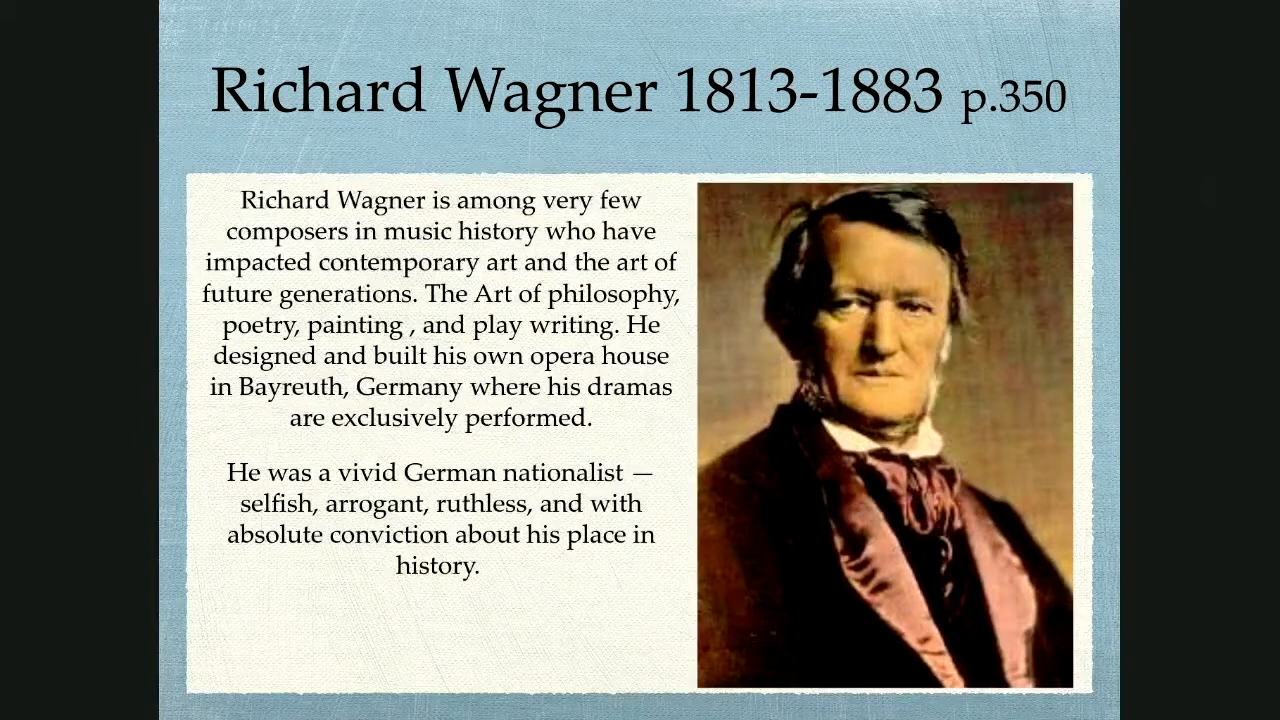 Richard Wagner 1813-1883 p.350
Richard Wagner is among very few
composers in music history who have
impacted contemporary art and the art of
future generations. The Art of philosophy,
poetry, painting , and play writing. He
designed and built his own opera house
in Bayreuth, Germany where his dramas
are exclusively performed.
He was a vivid German nationalist —
selfish, arrogant, ruthless, and with
absolute conviction about his place in
history.